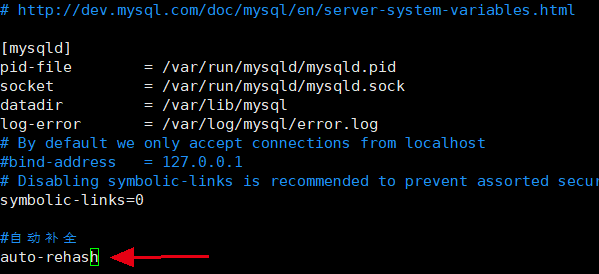 # http://dev.mysql.com/doc/mysql/en/server-system-variables.html
[mysqld]
pid-file        = /var/run/mysqld/mysqld.pid
socket          = /var/run/mysqld/mysqld.sock
datadir         = /var/lib/mysql
log-error       = /var/log/mysql/error.log
# By default we only accept connections from localhost
#bind-address   = 127.0.0.1
# Disabling symbolic-links is recommended to prevent assorted secur
symbolic-links=0
#自动补全
auto-rehash